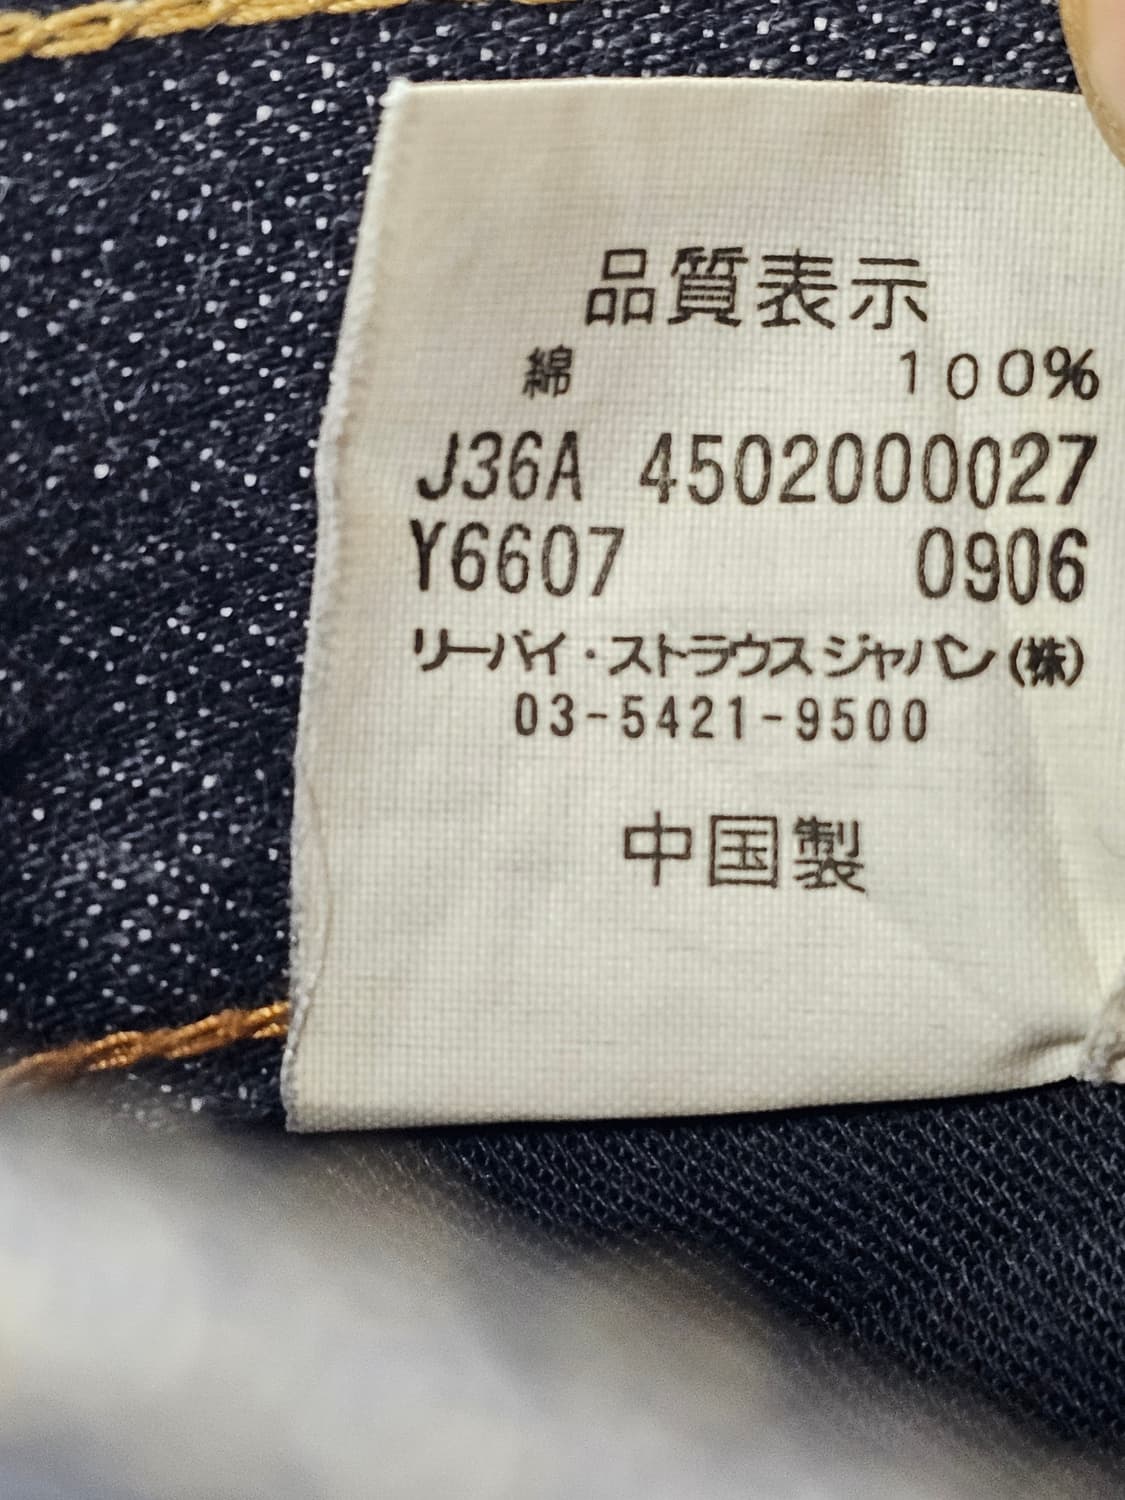 品質表示
綿 100%
J36A 4502000027
Y6607 0906
リーバイ・ストラウスジャパン(株)
03-5421-9500
中国製